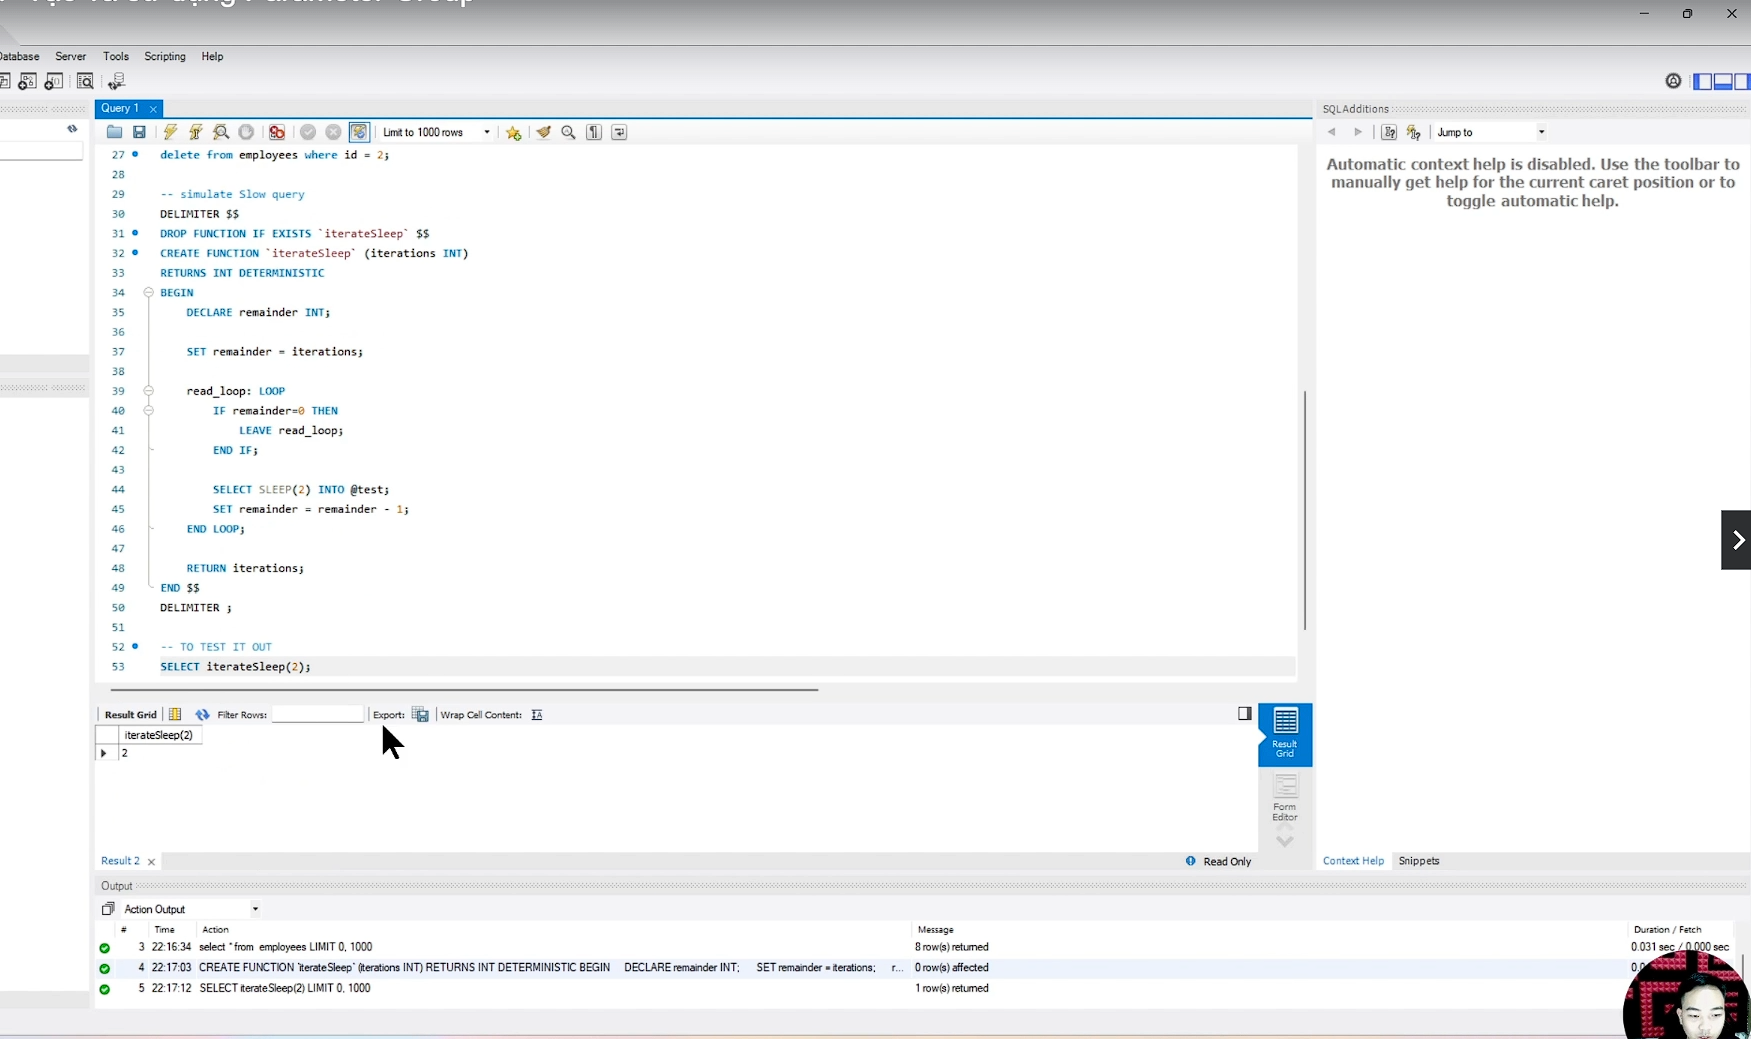 Parameter Group
Database Server Tools Scripting Help
Query 1
SQLAdditions
Limit to 1000 rows
Jump to
Automatic context help is disabled. Use the toolbar to
manually get help for the current caret position or to
toggle automatic help.
27 delete from employees where id = 2;
28
29 -- simulate Slow query
30 DELIMITER $$
31 DROP FUNCTION IF EXISTS `iterateSleep` $$
32 CREATE FUNCTION `iterateSleep` (iterations INT)
33 RETURNS INT DETERMINISTIC
34 BEGIN
35 DECLARE remainder INT;
36
37 SET remainder = iterations;
38
39 read_loop: LOOP
40 IF remainder=0 THEN
41 LEAVE read_loop;
42 END IF;
43
44 SELECT SLEEP(2) INTO @test;
45 SET remainder = remainder - 1;
46 END LOOP;
47
48 RETURN iterations;
49 END $$
50 DELIMITER ;
51
52 -- TO TEST IT OUT
53 SELECT iterateSleep(2);
Result Grid Filter Rows: Export: Wrap Cell Content:
iterateSleep(2)
2
Result
Grid
Form
Editor
Result 2
Read Only
Context Help Snippets
Output
Action Output
# Time Action Message Duration / Fetch
3 22:16:34 select * from employees LIMIT 0, 1000 8 row(s) returned 0.031 sec / 0.000 sec
4 22:17:03 CREATE FUNCTION `iterateSleep` (iterations INT) RETURNS INT DETERMINISTIC BEGIN DECLARE remainder INT; SET remainder = iterations; r... 0 row(s) affected
5 22:17:12 SELECT iterateSleep(2) LIMIT 0, 1000 1 row(s) returned